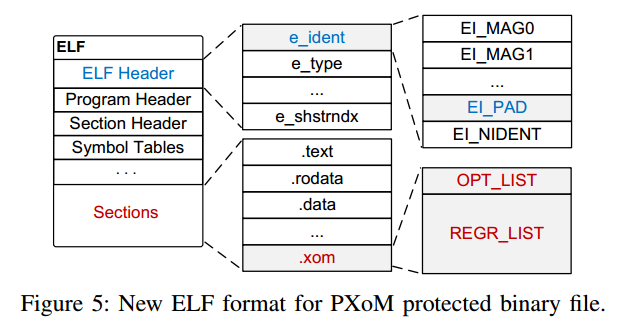 ELF
ELF Header
Program Header
Section Header
Symbol Tables
. . .
Sections
e_ident
e_type
...
e_shstrndx
.text
.rodata
.data
...
.xom
EI_MAG0
EI_MAG1
...
EI_PAD
EI_NIDENT
OPT_LIST
REGR_LIST
Figure 5: New ELF format for PXoM protected binary file.